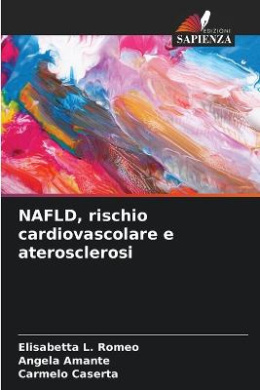 EDIZIONI
SAPIENZA
NAFLD, rischio
cardiovascolare e
aterosclerosi
Elisabetta L. Romeo
Angela Amante
Carmelo Caserta